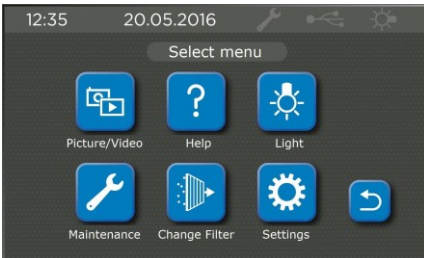 12:35 20.05.2016
Select menu
Picture/Video Help Light
Maintenance Change Filter Settings